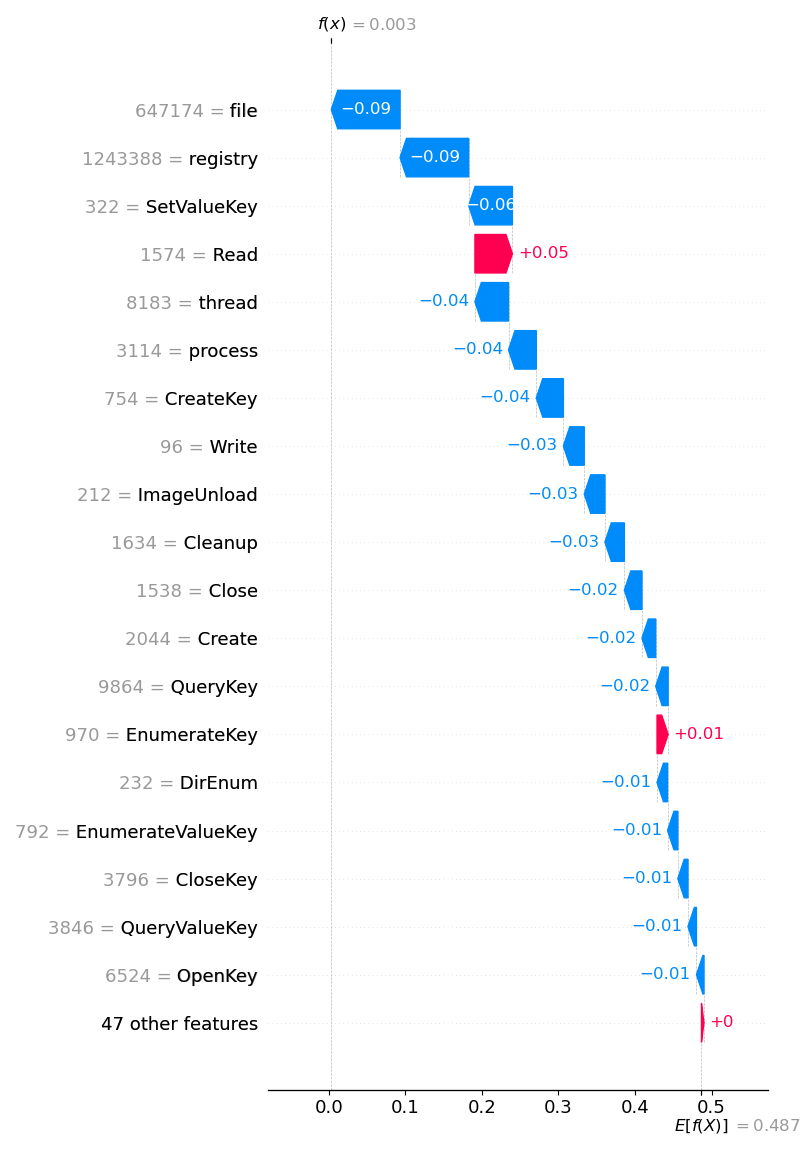 f(x) = 0.003
647174 = file
−0.09
1243388 = registry
−0.09
322 = SetValueKey
−0.06
1574 = Read
+0.05
8183 = thread
−0.04
3114 = process
−0.04
754 = CreateKey
−0.04
96 = Write
−0.03
212 = ImageUnload
−0.03
1634 = Cleanup
−0.03
1538 = Close
−0.02
2044 = Create
−0.02
9864 = QueryKey
−0.02
970 = EnumerateKey
+0.01
232 = DirEnum
−0.01
792 = EnumerateValueKey
−0.01
3796 = CloseKey
−0.01
3846 = QueryValueKey
−0.01
6524 = OpenKey
−0.01
47 other features
+0
0.0 0.1 0.2 0.3 0.4 0.5
E[f(X)] = 0.487